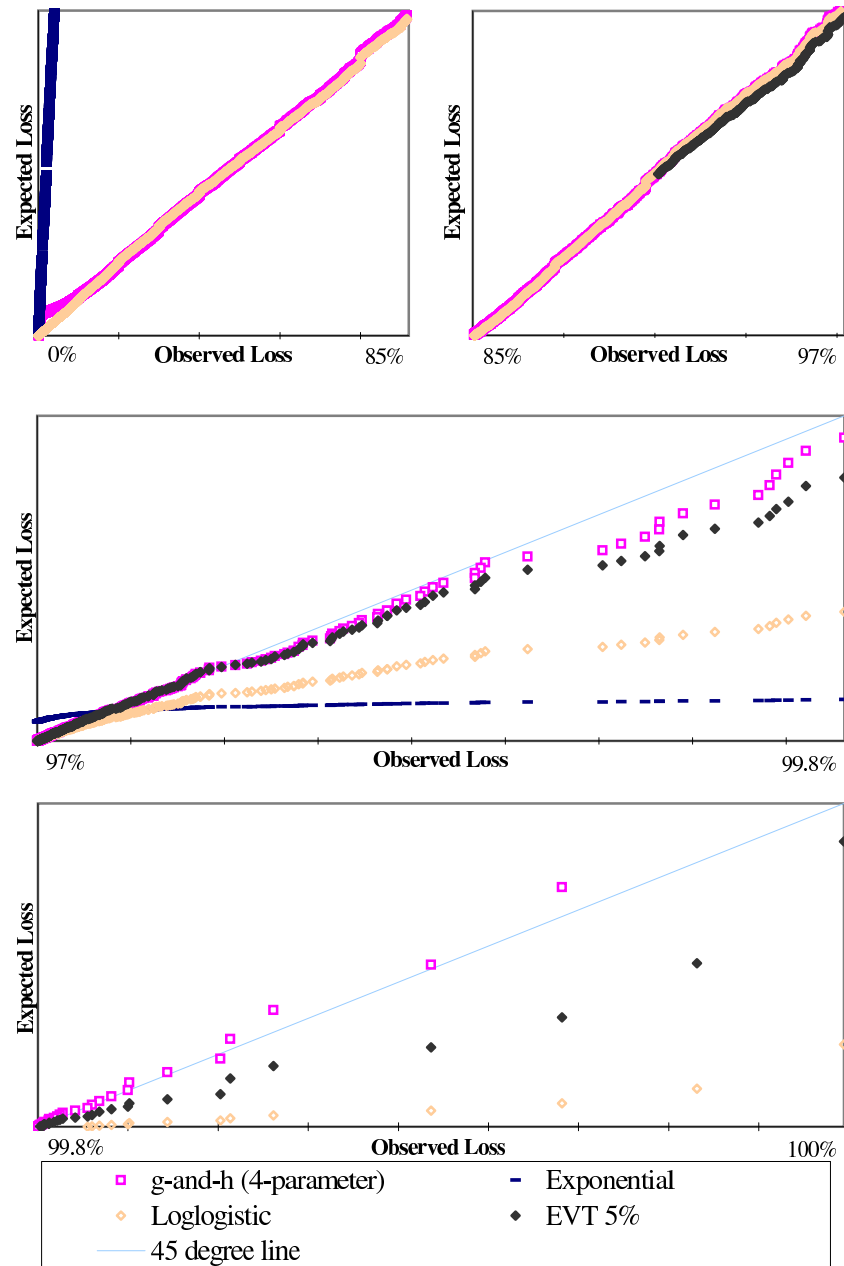 Expected Loss
0%
Observed Loss
85%
Expected Loss
85%
Observed Loss
97%
Expected Loss
97%
Observed Loss
99.8%
Expected Loss
99.8%
Observed Loss
100%
g-and-h (4-parameter)
Exponential
Loglogistic
EVT 5%
45 degree line